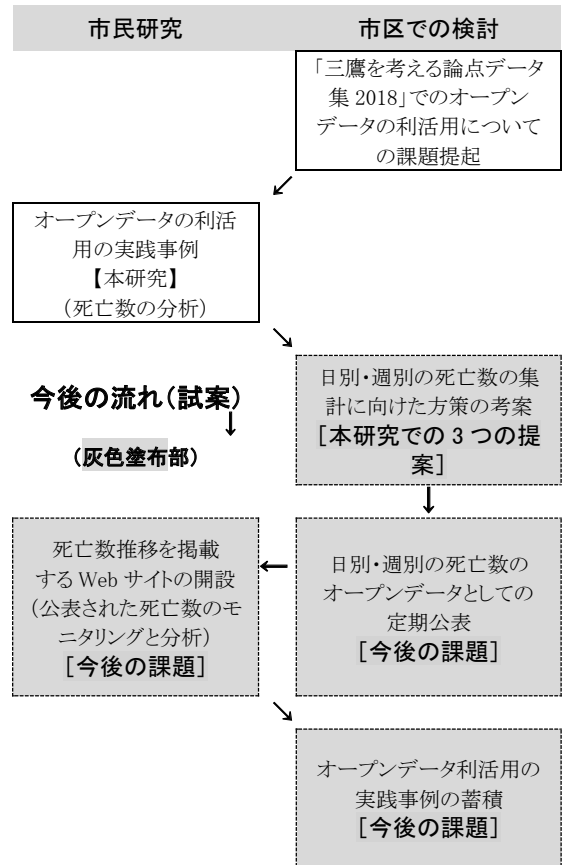 市民研究 市区での検討
「三鷹を考える論点データ
集 2018」でのオープン
データの利活用について
の課題提起
↙
オープンデータの利活
用の実践事例
【本研究】
(死亡数の分析)
↘
今後の流れ(試案)
↓
(灰色塗布部)
日別・週別の死亡数の集
計に向けた方策の考案
[本研究での 3 つの提
案]
↓
死亡数推移を掲載
する Web サイトの開設
(公表された死亡数のモ
ニタリングと分析)
[今後の課題]
←
日別・週別の死亡数の
オープンデータとしての
定期公表
[今後の課題]
↘
オープンデータ利活用の
実践事例の蓄積
[今後の課題]